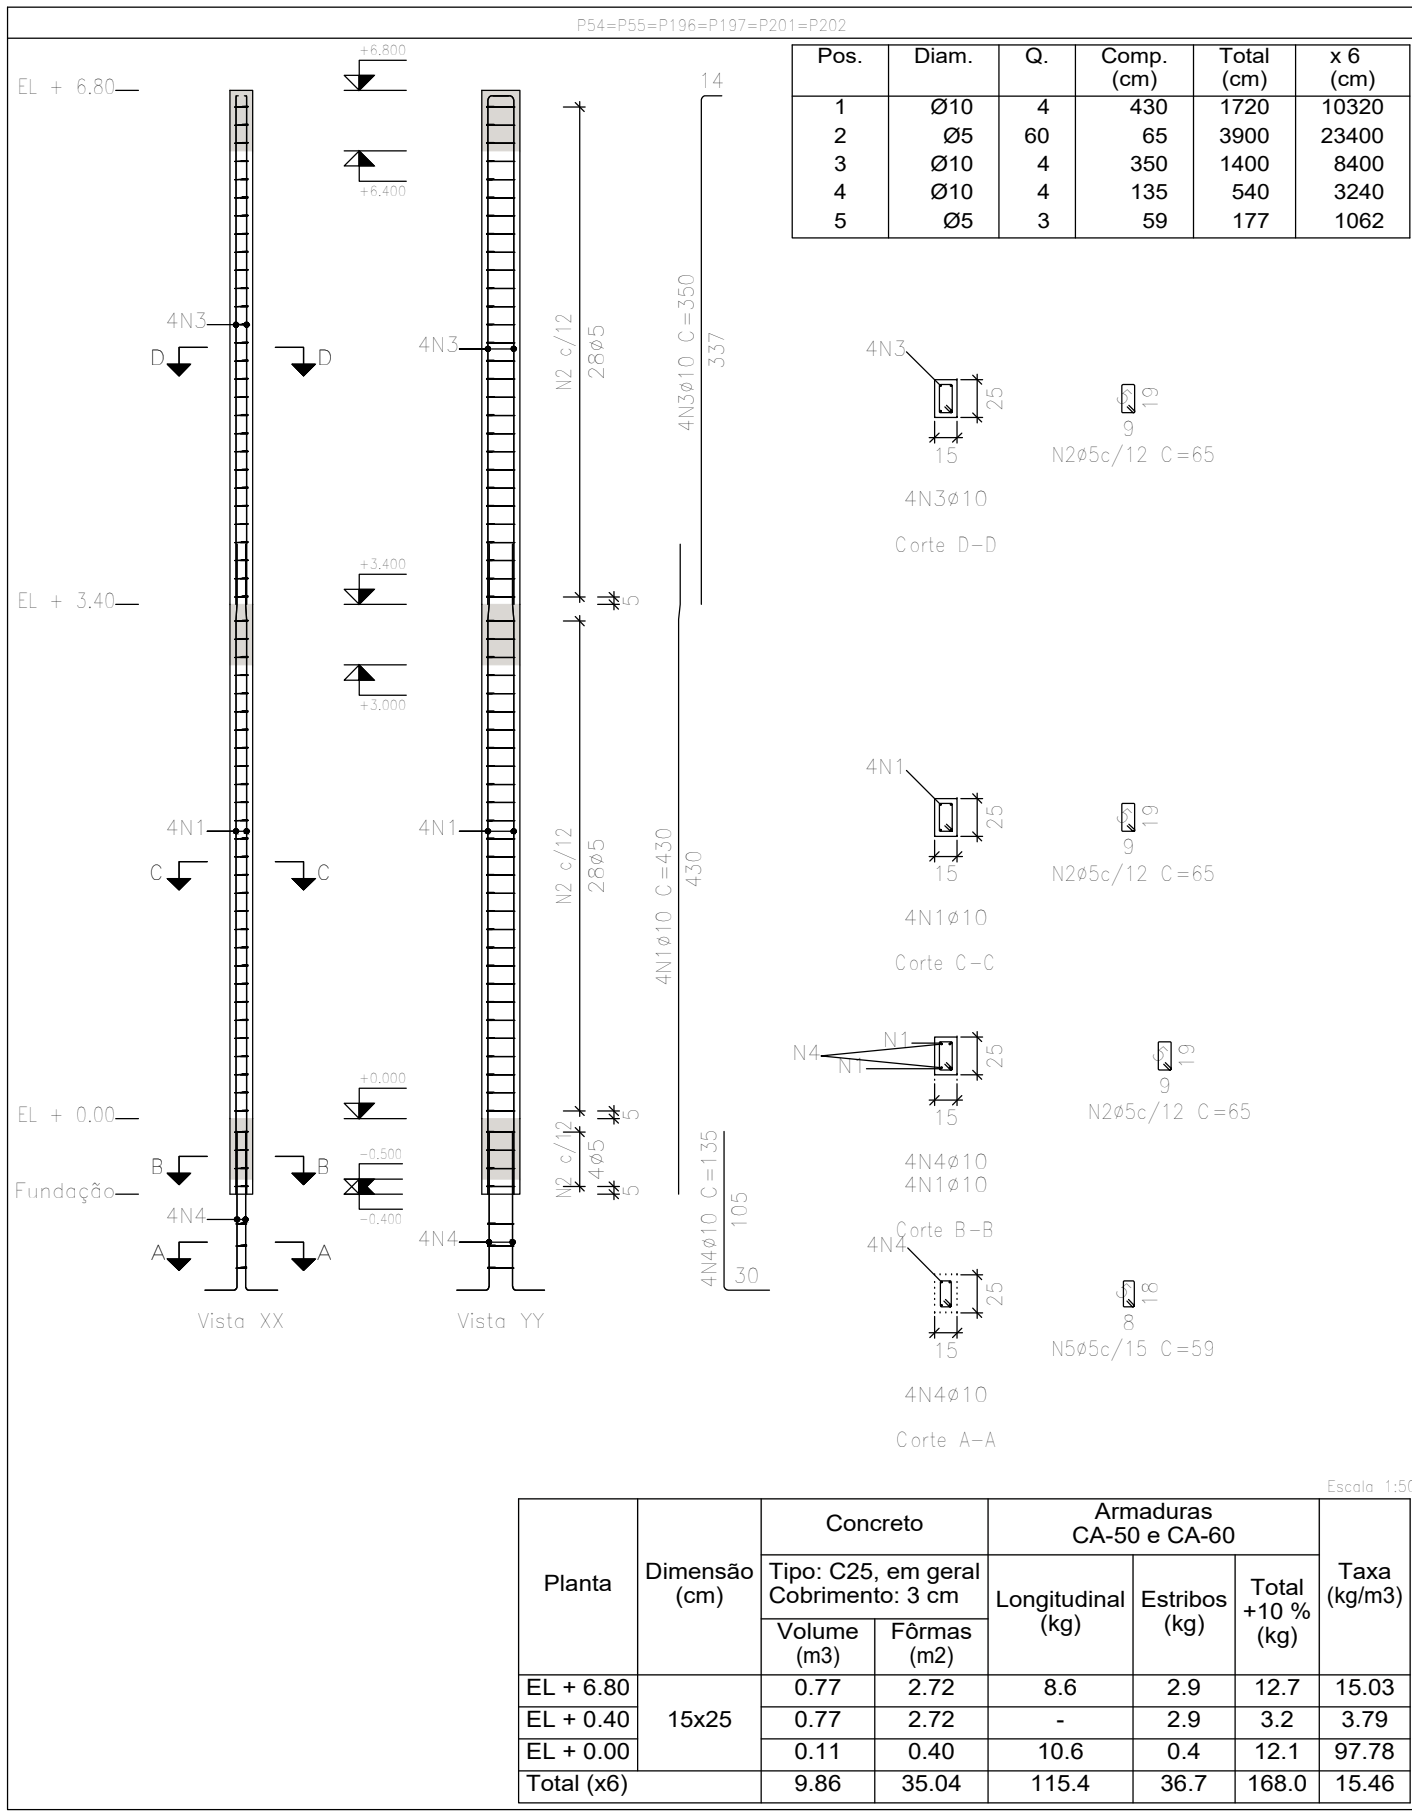 P54=P55=P196=P197=P201=P202
Pos. Diam. Q. Comp. (cm) Total (cm) x 6 (cm)
1 Ø10 4 430 1720 10320
2 Ø5 60 65 3900 23400
3 Ø10 4 350 1400 8400
4 Ø10 4 135 540 3240
5 Ø5 3 59 177 1062
EL + 6.80
+6.800
+6.400
14
4N3
4N3
D D
N2 c/12
28ø5
4N3ø10 C=350
337
4N3
25
15
4N3ø10
Corte D-D
6
19
9
N2ø5c/12 C=65
EL + 3.40
+3.400
+3.000
5
4N1
4N1
C C
N2 c/12
28ø5
4N1ø10 C=430
430
4N1
25
15
4N1ø10
Corte C-C
6
19
9
N2ø5c/12 C=65
EL + 0.00
+0.000
5
N4
N1
N1
25
15
4N4ø10
4N1ø10
Corte B-B
6
19
9
N2ø5c/12 C=65
B B
-0.500
-0.400
Fundação
N2 c/12
4ø5
5
4N4
4N4
A A
4N4ø10 C=135
105
30
4N4
25
15
4N4ø10
Corte A-A
6
18
8
N5ø5c/15 C=59
Vista XX
Vista YY
Escala 1:50
Planta
Dimensão (cm)
Concreto
Tipo: C25, em geral
Cobrimento: 3 cm
Volume (m3)
Fôrmas (m2)
Armaduras
CA-50 e CA-60
Longitudinal (kg)
Estribos (kg)
Total +10 % (kg)
Taxa (kg/m3)
EL + 6.80 15x25 0.77 2.72 8.6 2.9 12.7 15.03
EL + 0.40 0.77 2.72 - 2.9 3.2 3.79
EL + 0.00 0.11 0.40 10.6 0.4 12.1 97.78
Total (x6) 9.86 35.04 115.4 36.7 168.0 15.46